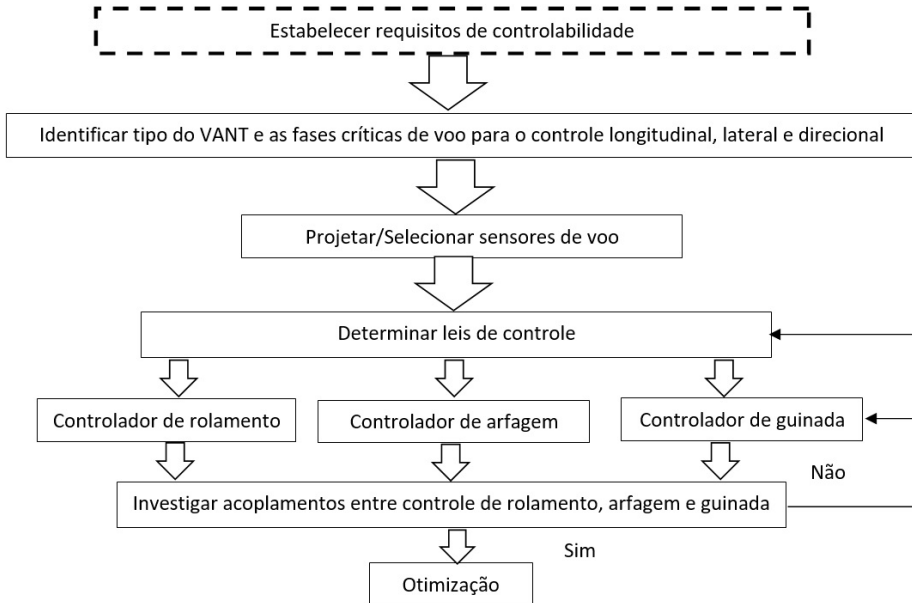 Estabelecer requisitos de controlabilidade
Identificar tipo do VANT e as fases críticas de voo para o controle longitudinal, lateral e direcional
Projetar/Selecionar sensores de voo
Determinar leis de controle
Controlador de rolamento
Controlador de arfagem
Controlador de guinada
Não
Investigar acoplamentos entre controle de rolamento, arfagem e guinada
Sim
Otimização